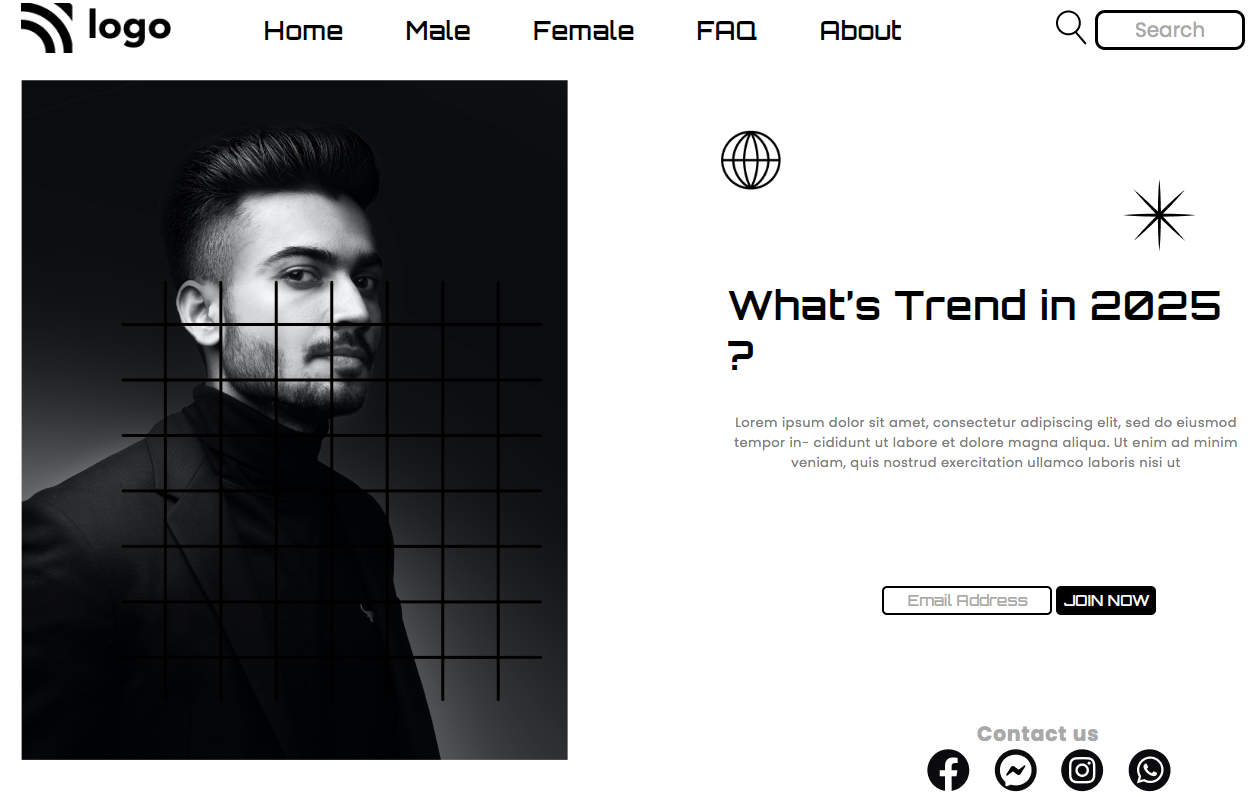 logo
Home Male Female FAQ About
Search
What's Trend in 2025
?
Lorem ipsum dolor sit amet, consectetur adipiscing elit, sed do eiusmod
tempor in- cididunt ut labore et dolore magna aliqua. Ut enim ad minim
veniam, quis nostrud exercitation ullamco laboris nisi ut
Email Address JOIN NOW
Contact us